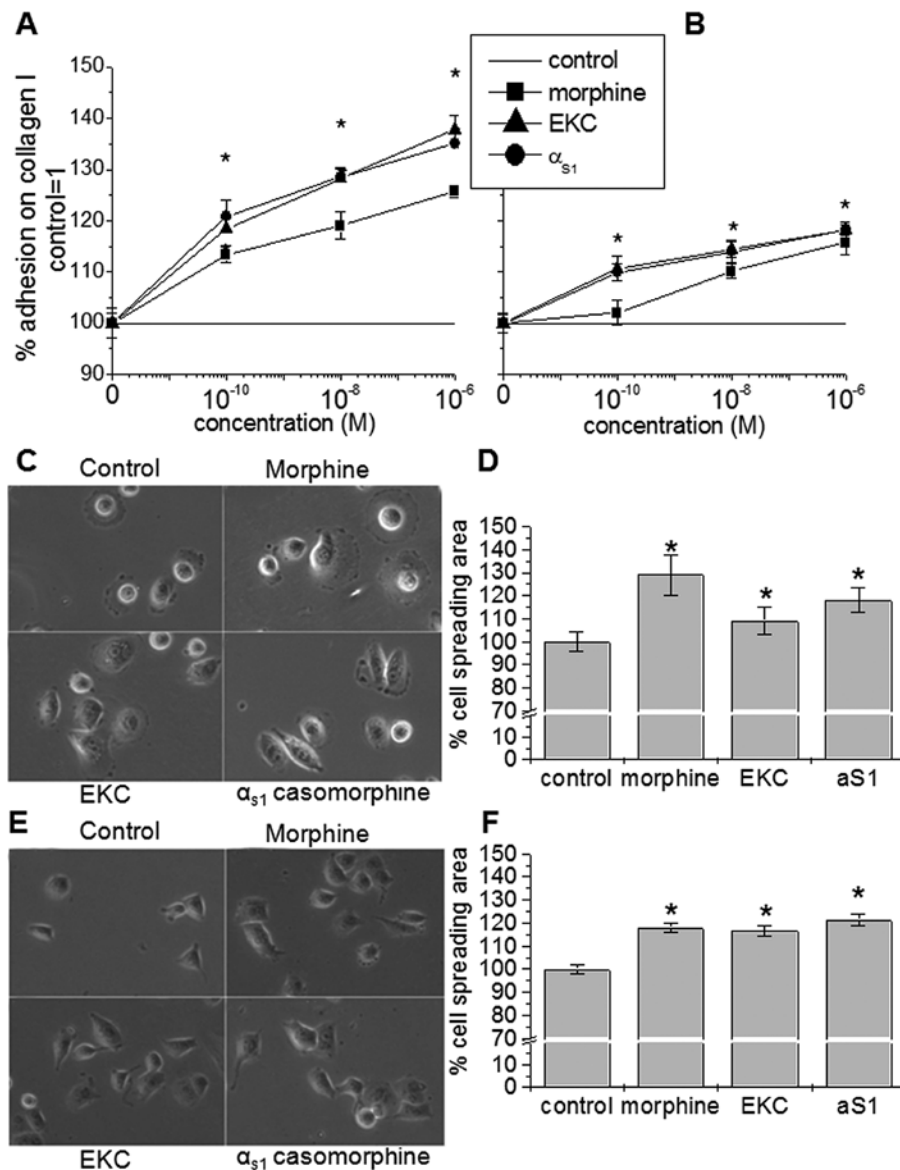 A
B
% adhesion on collagen I
control=1
150
140
130
120
110
100
90
*
*
*
control
morphine
EKC
αS1
*
*
*
0
10-10
10-8
10-6
concentration (M)
0
10-10
10-8
10-6
concentration (M)
C
Control
Morphine
EKC
αs1 casomorphine
D
% cell spreading area
150
140
130
120
110
100
90
80
70
10
0
*
*
*
control
morphine
EKC
aS1
E
Control
Morphine
EKC
αs1 casomorphine
F
% cell spreading area
150
140
130
120
110
100
90
80
70
10
0
*
*
*
control
morphine
EKC
aS1